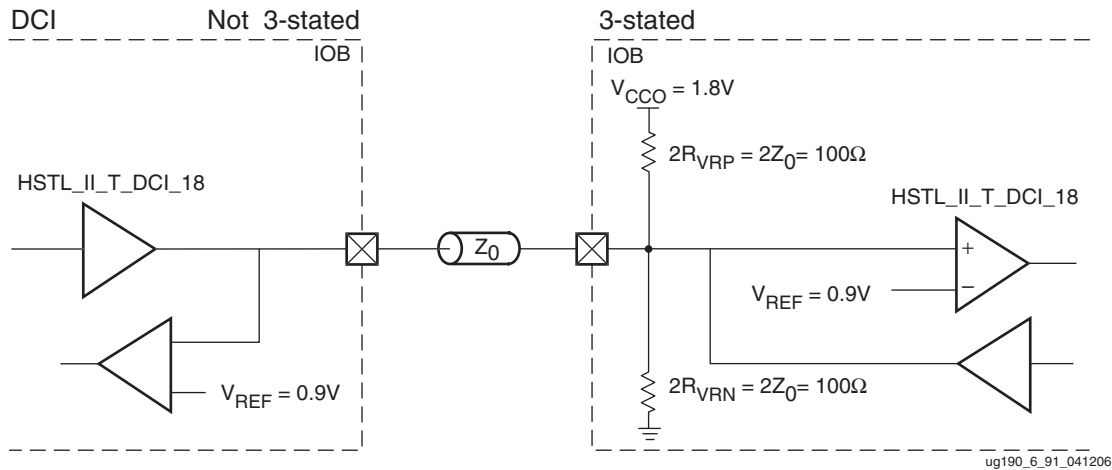 DCI
Not 3-stated
3-stated
IOB
IOB
VCCO = 1.8V
2RVRP = 2Z0= 100Ω
HSTL_II_T_DCI_18
HSTL_II_T_DCI_18
Z0
+
VREF = 0.9V
−
VREF = 0.9V
2RVRN = 2Z0= 100Ω
ug190_6_91_041206